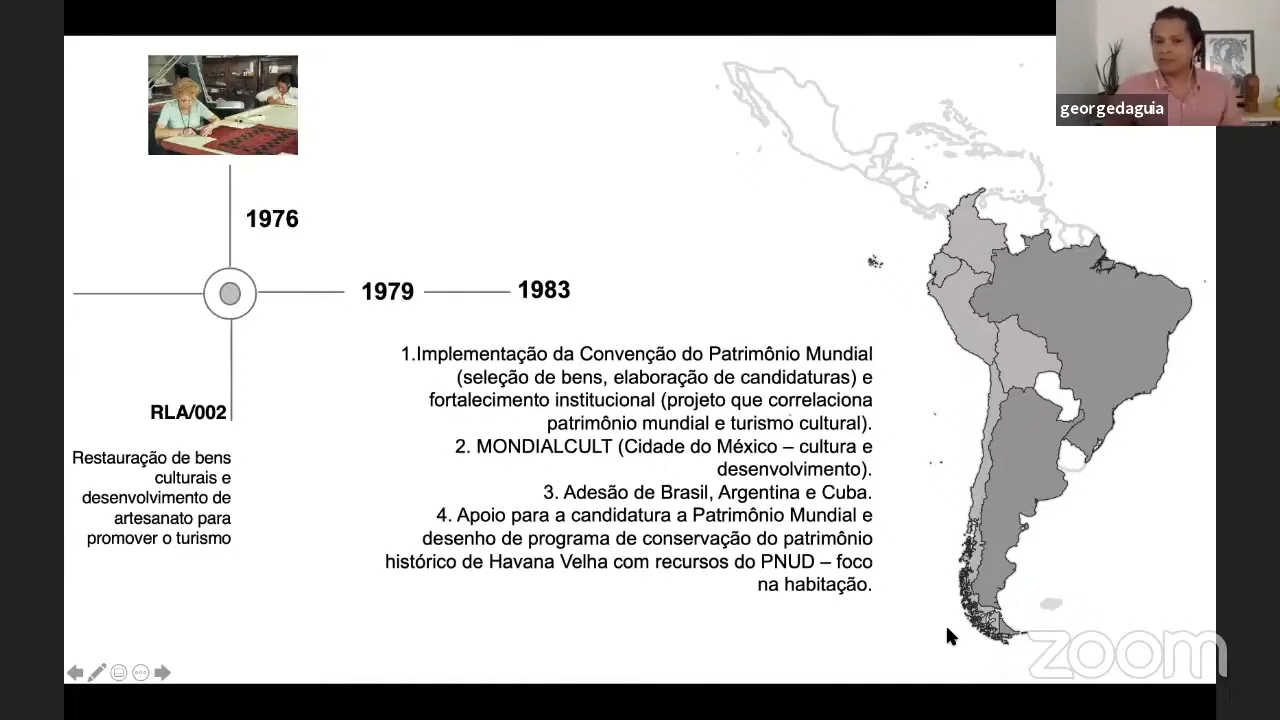 georgedaguia
1976
1979
1983
RLA/002
Restauração de bens
culturais e
desenvolvimento de
artesanato para
promover o turismo
1.Implementação da Convenção do Patrimônio Mundial
(seleção de bens, elaboração de candidaturas) e
fortalecimento institucional (projeto que correlaciona
patrimônio mundial e turismo cultural).
2. MONDIALCULT (Cidade do México – cultura e
desenvolvimento).
3. Adesão de Brasil, Argentina e Cuba.
4. Apoio para a candidatura a Patrimônio Mundial e
desenho de programa de conservação do patrimônio
histórico de Havana Velha com recursos do PNUD – foco
na habitação.
zoom